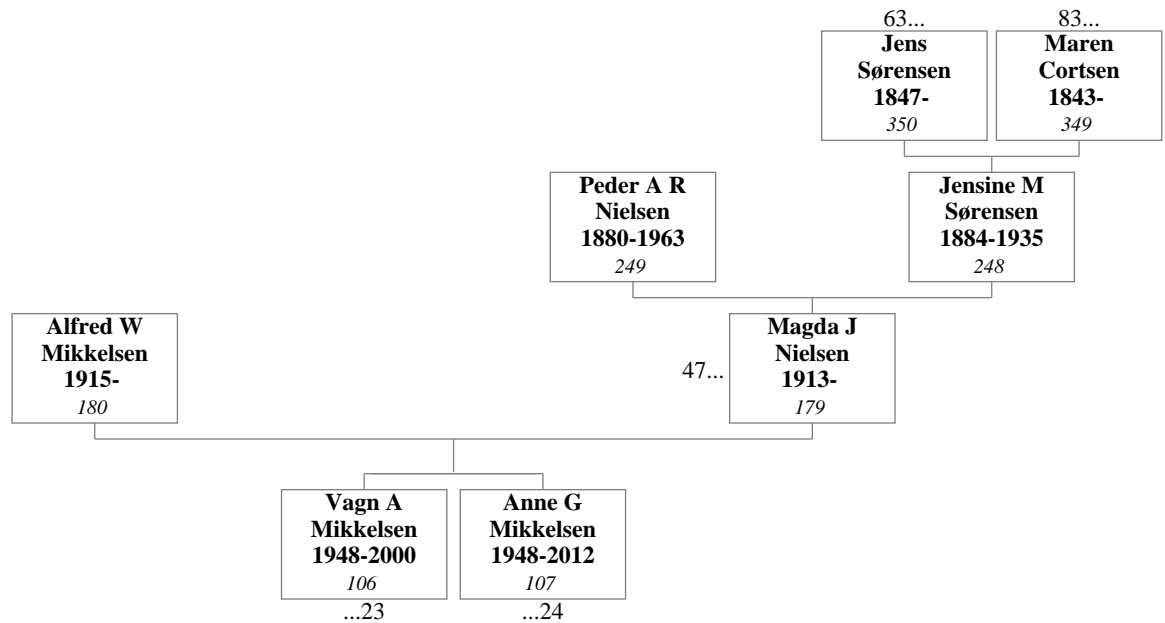 63...
Jens
Sørensen
1847-
350
83...
Maren
Cortsen
1843-
349
Peder A R
Nielsen
1880-1963
249
Jensine M
Sørensen
1884-1935
248
Alfred W
Mikkelsen
1915-
180
47...
Magda J
Nielsen
1913-
179
Vagn A
Mikkelsen
1948-2000
106
...23
Anne G
Mikkelsen
1948-2012
107
...24